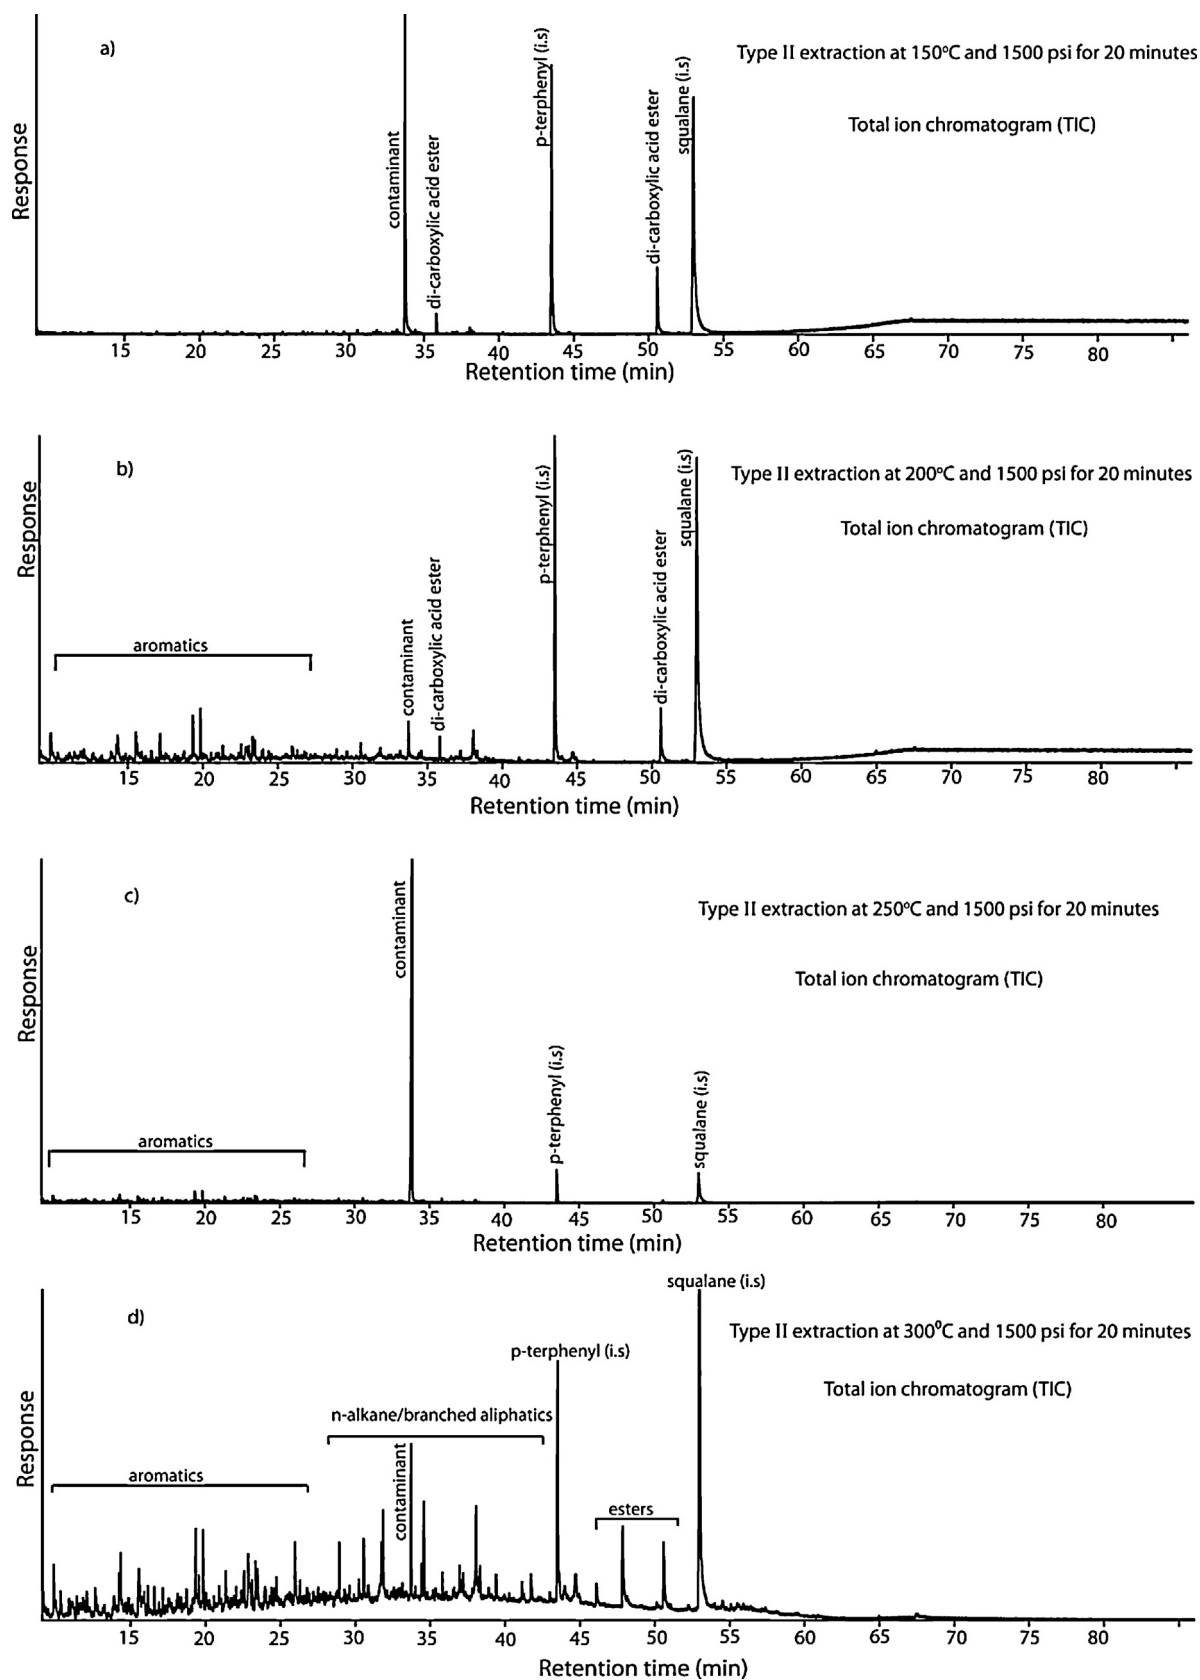 a)
Type II extraction at 150°C and 1500 psi for 20 minutes
Total ion chromatogram (TIC)
Response
contaminant
di-carboxylic acid ester
p-terphenyl (i.s)
di-carboxylic acid ester
squalane (i.s)
15 20 25 30 35 40 45 50 55 60 65 70 75 80
Retention time (min)
b)
Type II extraction at 200°C and 1500 psi for 20 minutes
Total ion chromatogram (TIC)
Response
aromatics
contaminant
di-carboxylic acid ester
p-terphenyl (i.s)
di-carboxylic acid ester
squalane (i.s)
15 20 25 30 35 40 45 50 55 60 65 70 75 80
Retention time (min)
c)
Type II extraction at 250°C and 1500 psi for 20 minutes
Total ion chromatogram (TIC)
Response
aromatics
contaminant
p-terphenyl (i.s)
squalane (i.s)
15 20 25 30 35 40 45 50 55 60 65 70 75 80
Retention time (min)
d)
squalane (i.s)
Type II extraction at 300⁰C and 1500 psi for 20 minutes
p-terphenyl (i.s)
Total ion chromatogram (TIC)
Response
n-alkane/branched aliphatics
aromatics
contaminant
esters
15 20 25 30 35 40 45 50 55 60 65 70 75 80
Retention time (min)